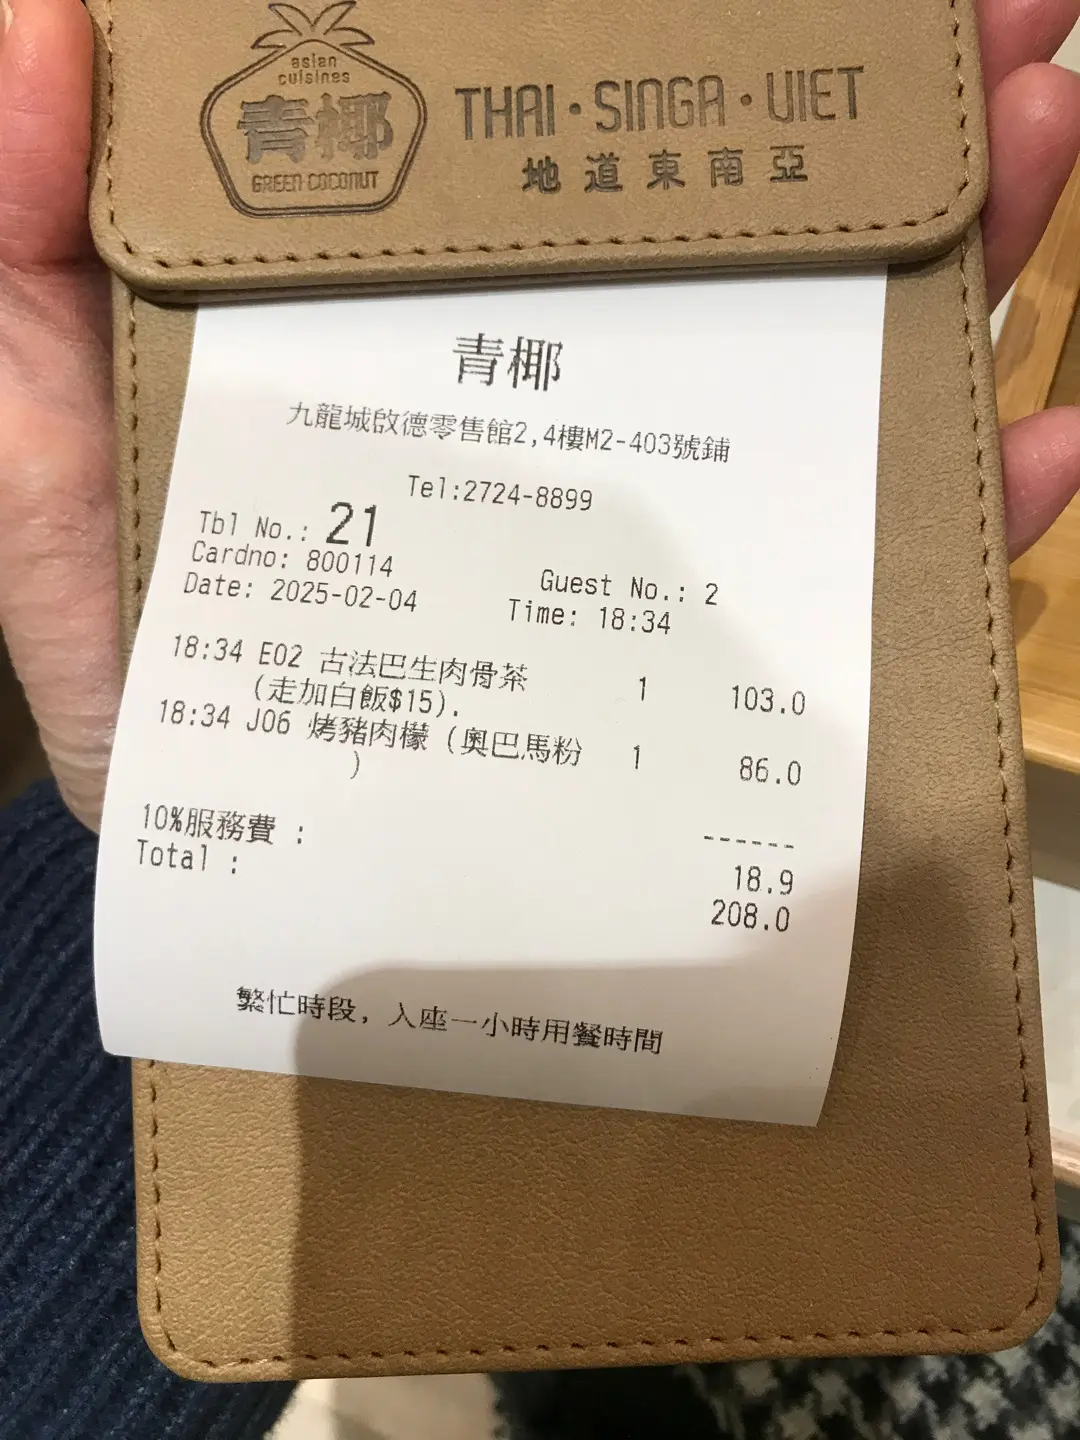 asian
cuisines
青椰
GREEN COCONUT
THAI·SINGA·VIET
地道東南亞
青椰
九龍城啟德零售館2,4樓M2-403號鋪
Tel:2724-8899
Tbl No.: 21
Cardno: 800114
Guest No.: 2
Date: 2025-02-04
Time: 18:34
18:34 E02 古法巴生肉骨茶 1 103.0
(走加白飯$15).
18:34 J06 烤豬肉檬 (奧巴馬粉 1 86.0
)
------
10%服務費 : 18.9
Total : 208.0
繁忙時段, 入座一小時用餐時間